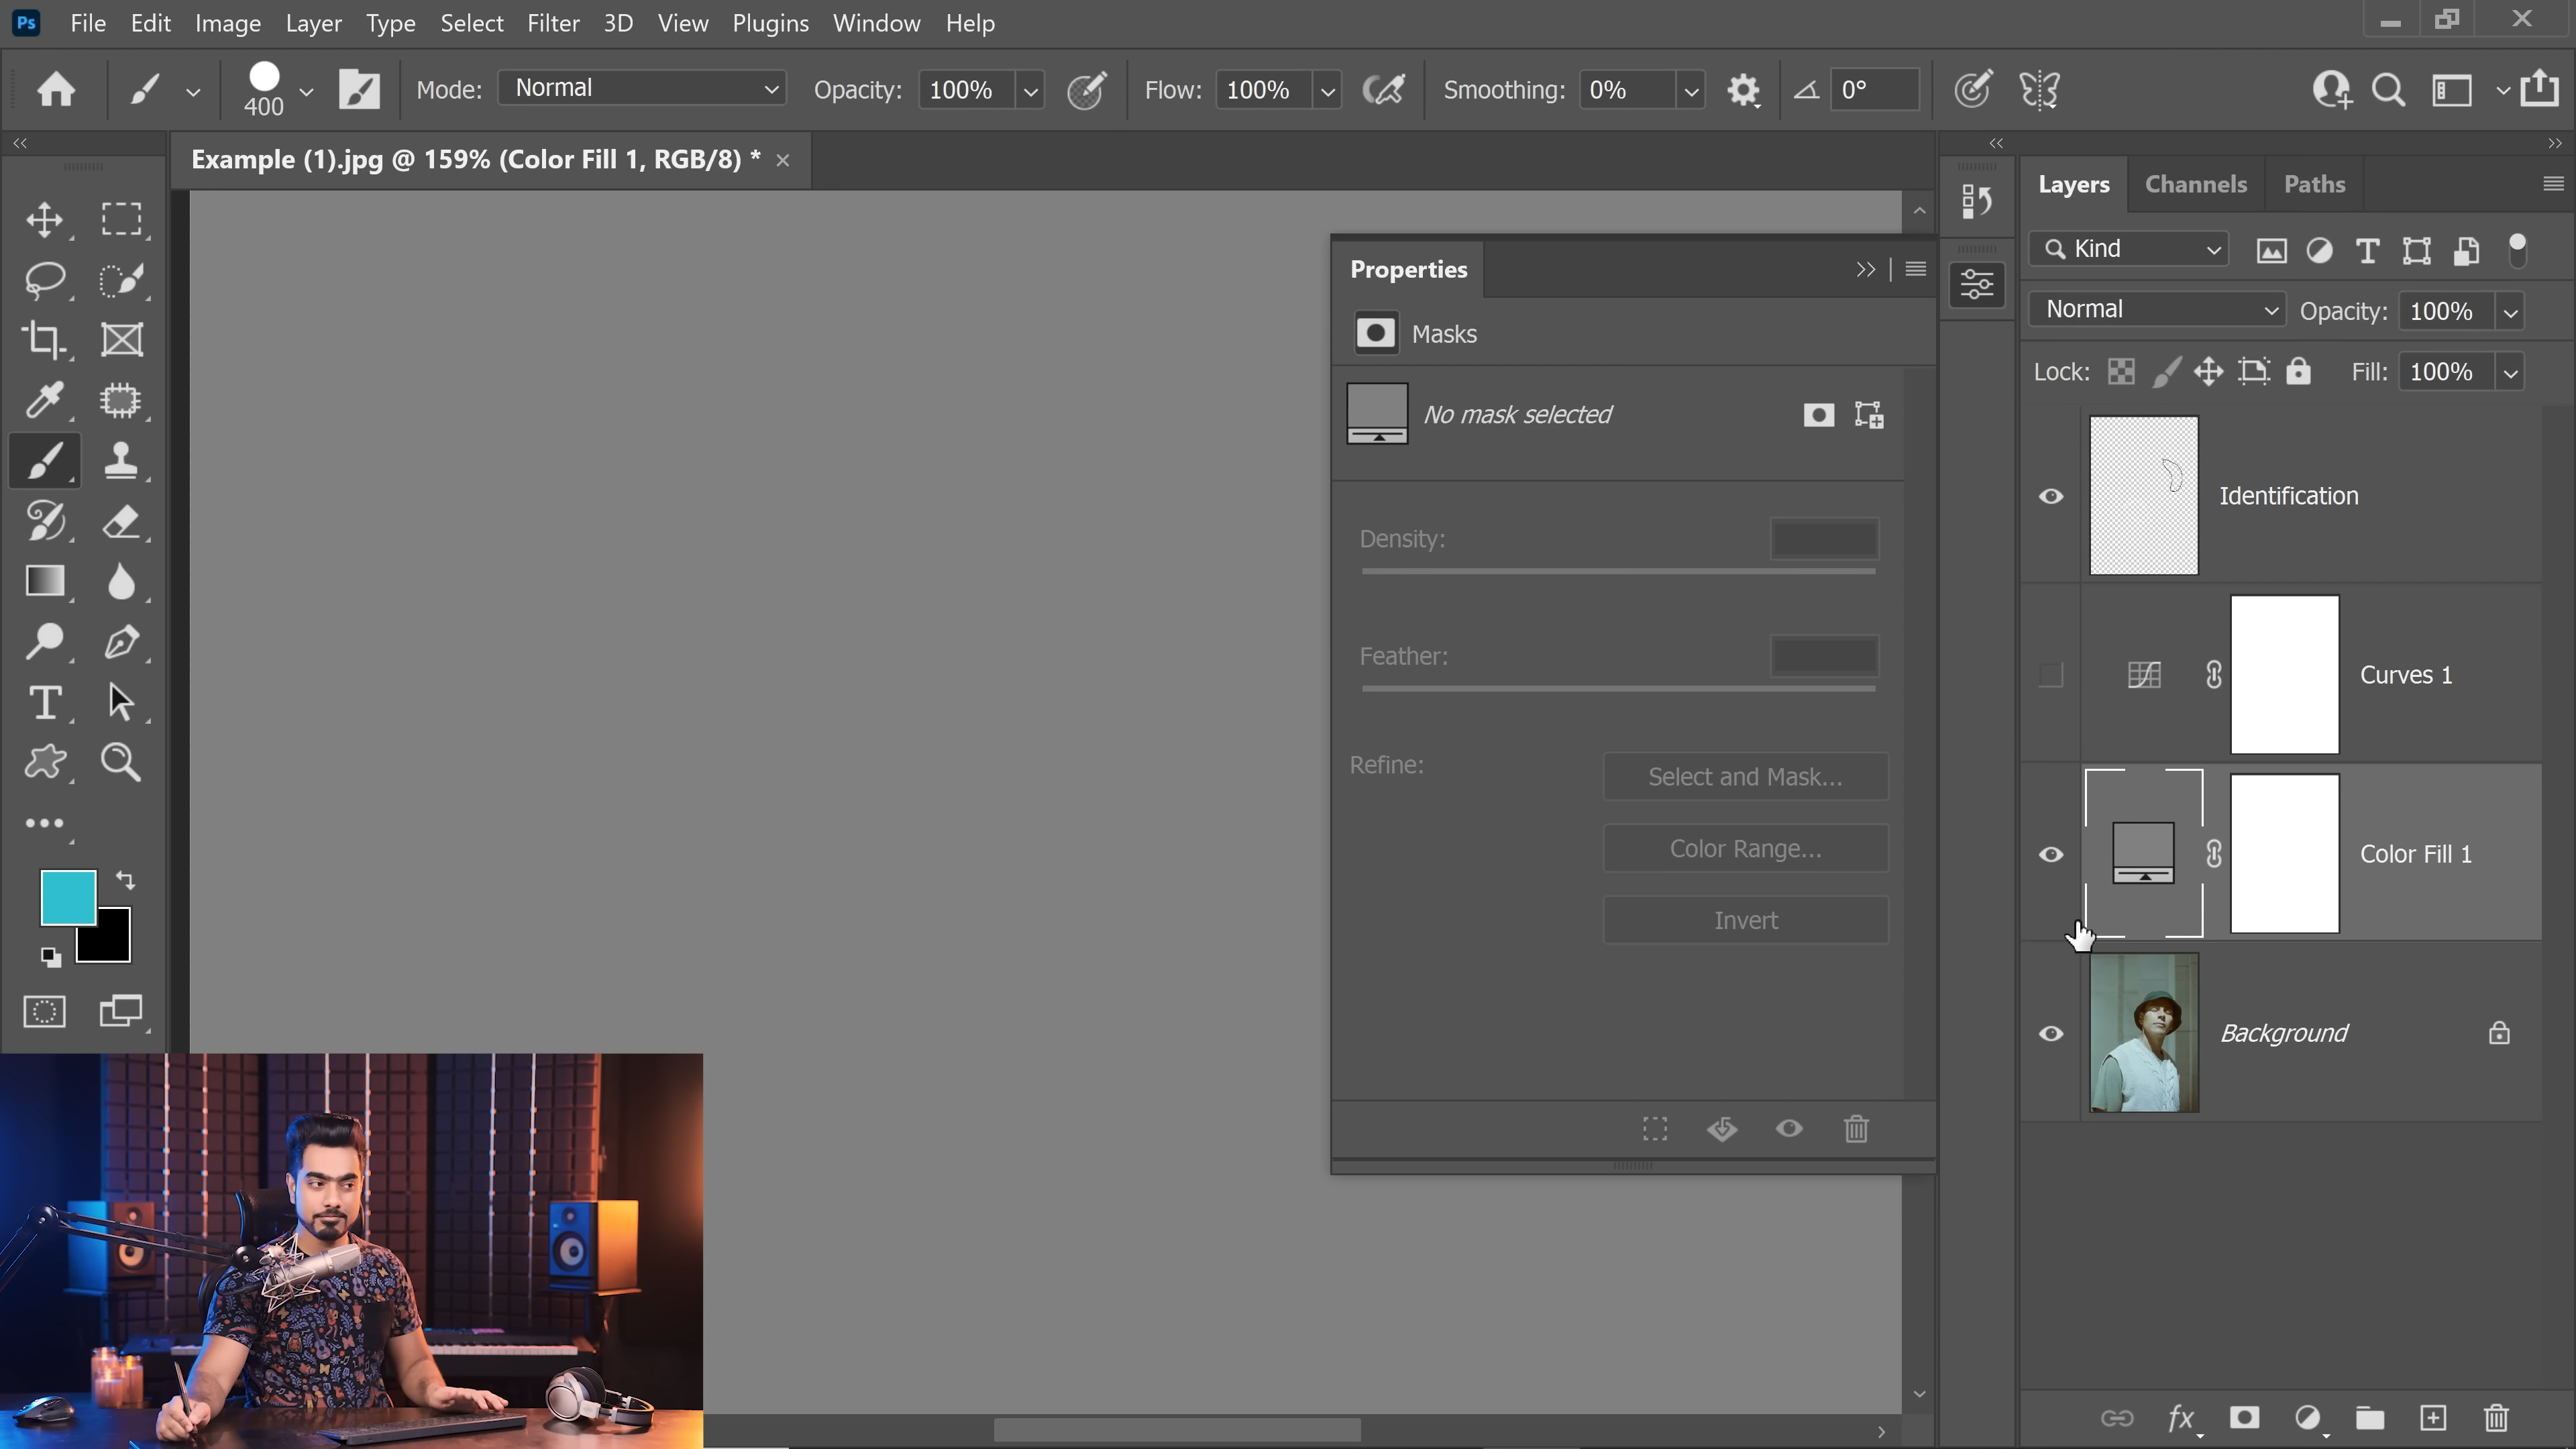 Ps File Edit Image Layer Type Select Filter 3D View Plugins Window Help
400 Mode: Normal Opacity: 100% Flow: 100% Smoothing: 0% 0°
Example (1).jpg @ 159% (Color Fill 1, RGB/8) *
Layers Channels Paths
Kind
Normal Opacity: 100%
Lock: Fill: 100%
Properties
Masks
No mask selected
Density:
Feather:
Refine: Select and Mask...
Color Range...
Invert
Identification
Curves 1
Color Fill 1
Background
fx